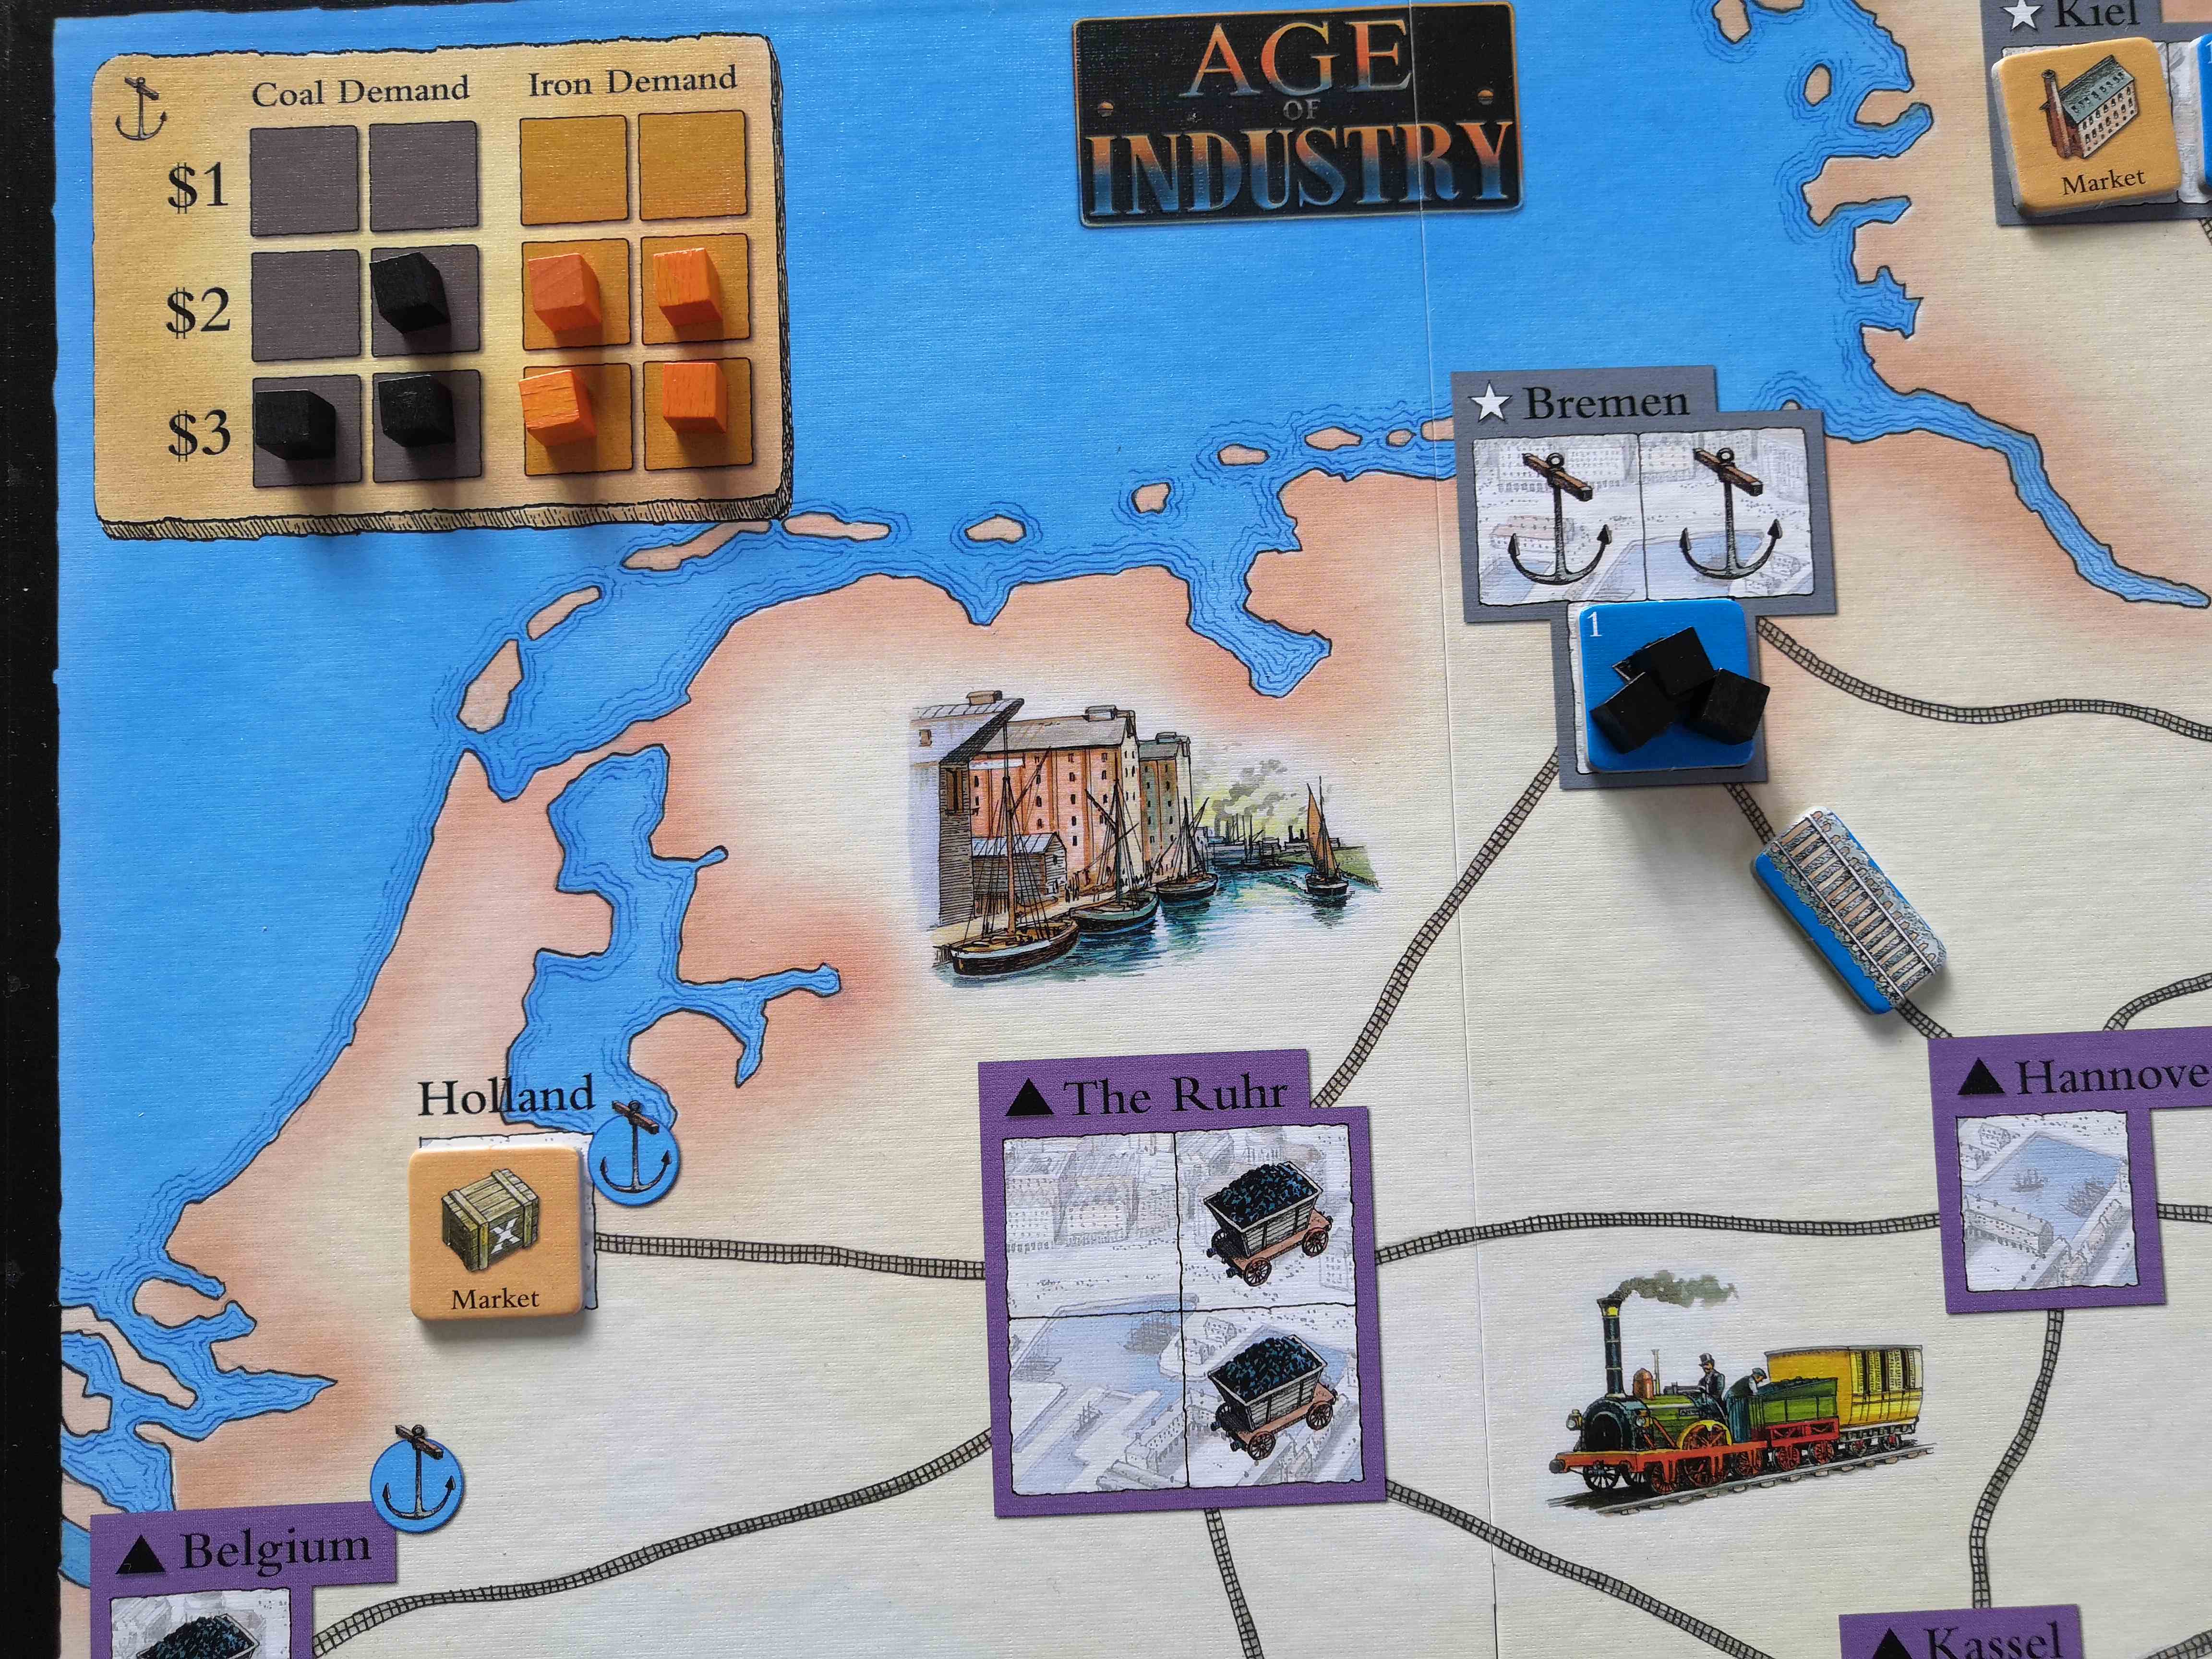 Coal Demand
Iron Demand
$1
$2
$3
AGE
OF
INDUSTRY
Kiel
Market
Bremen
1
Holland
Market
The Ruhr
Hannove
Belgium
Kassel